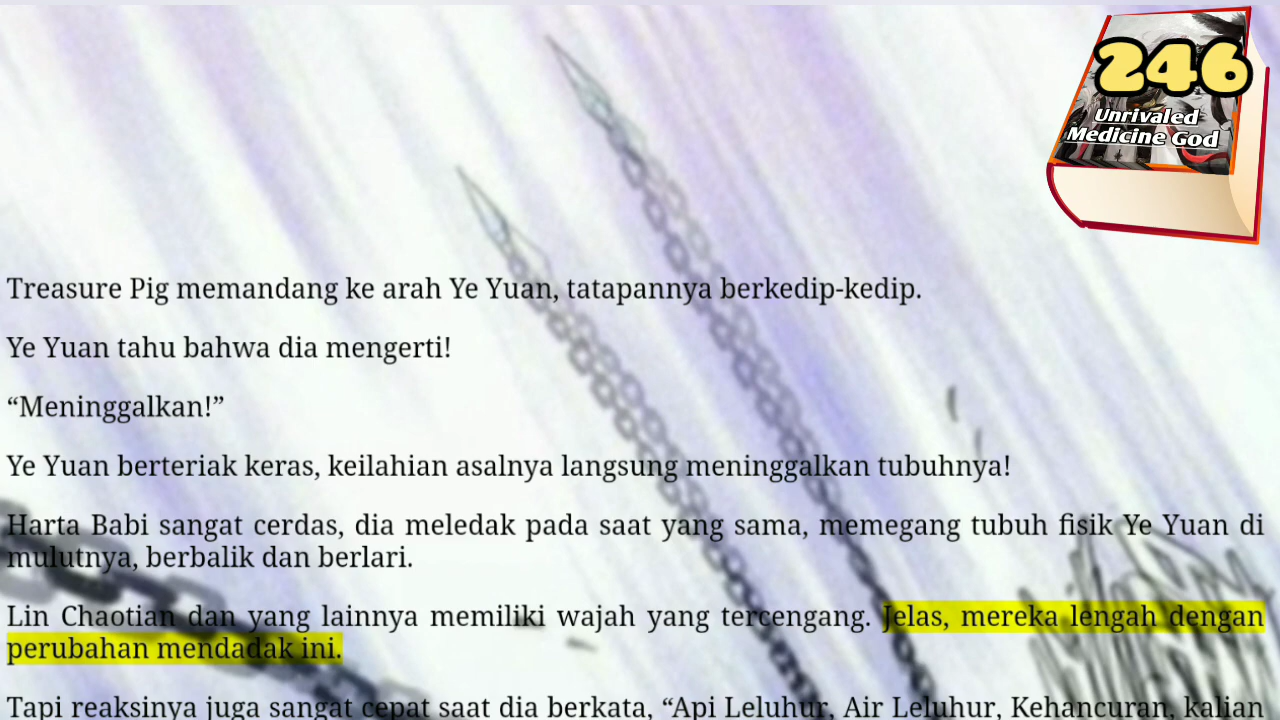 246
Unrivaled
Medicine God
Treasure Pig memandang ke arah Ye Yuan, tatapannya berkedip-kedip.
Ye Yuan tahu bahwa dia mengerti!
“Meninggalkan!”
Ye Yuan berteriak keras, keilahian asalnya langsung meninggalkan tubuhnya!
Harta Babi sangat cerdas, dia meledak pada saat yang sama, memegang tubuh fisik Ye Yuan di
mulutnya, berbalik dan berlari.
Lin Chaotian dan yang lainnya memiliki wajah yang tercengang. Jelas, mereka lengah dengan
perubahan mendadak ini.
Tapi reaksinya juga sangat cepat saat dia berkata, “Api Leluhur, Air Leluhur, Kehancuran, kalian